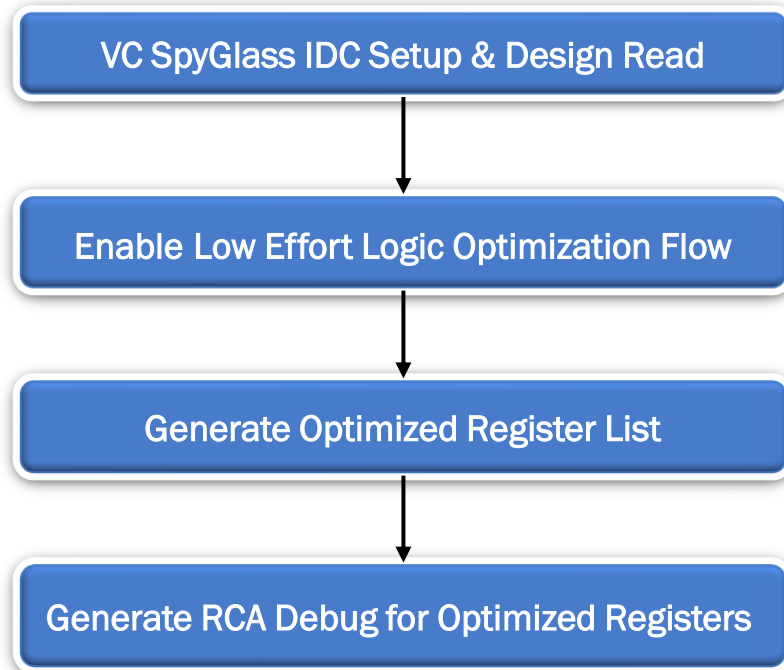 VC SpyGlass IDC Setup & Design Read
Enable Low Effort Logic Optimization Flow
Generate Optimized Register List
Generate RCA Debug for Optimized Registers